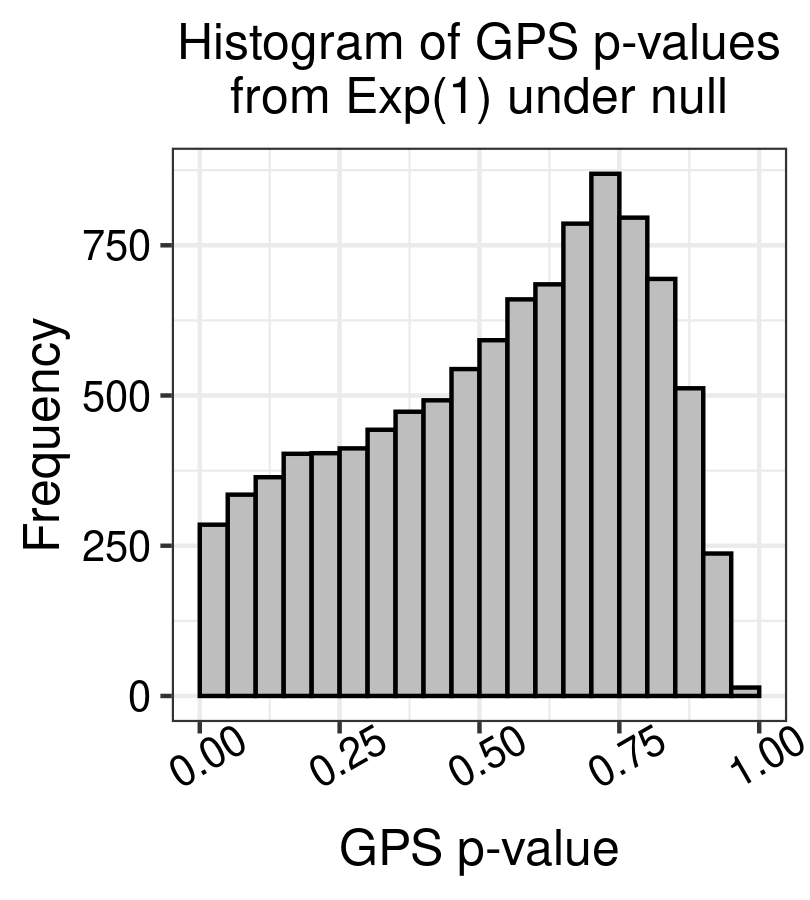 Histogram of GPS p-values
from Exp(1) under null
Frequency
750
500
250
0
0.00 0.25 0.50 0.75 1.00
GPS p-value